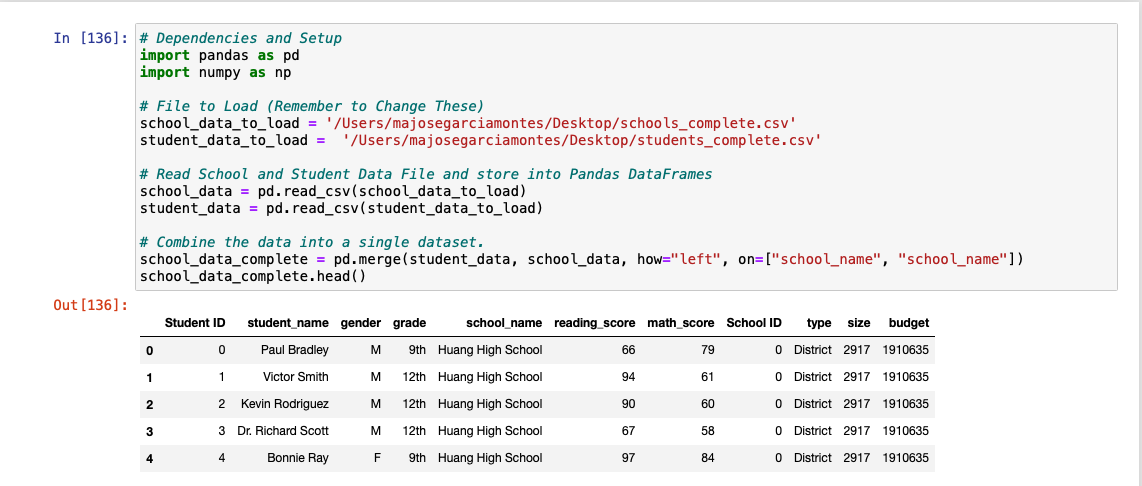 In [136]: # Dependencies and Setup
import pandas as pd
import numpy as np
# File to Load (Remember to Change These)
school_data_to_load = '/Users/majosegarciamontes/Desktop/schools_complete.csv'
student_data_to_load =  '/Users/majosegarciamontes/Desktop/students_complete.csv'
# Read School and Student Data File and store into Pandas DataFrames
school_data = pd.read_csv(school_data_to_load)
student_data = pd.read_csv(student_data_to_load)
# Combine the data into a single dataset.
school_data_complete = pd.merge(student_data, school_data, how="left", on=["school_name", "school_name"])
school_data_complete.head()
Out[136]:
Student ID student_name gender grade school_name reading_score math_score School ID type size budget
0 0 Paul Bradley M 9th Huang High School 66 79 0 District 2917 1910635
1 1 Victor Smith M 12th Huang High School 94 61 0 District 2917 1910635
2 2 Kevin Rodriguez M 12th Huang High School 90 60 0 District 2917 1910635
3 3 Dr. Richard Scott M 12th Huang High School 67 58 0 District 2917 1910635
4 4 Bonnie Ray F 9th Huang High School 97 84 0 District 2917 1910635